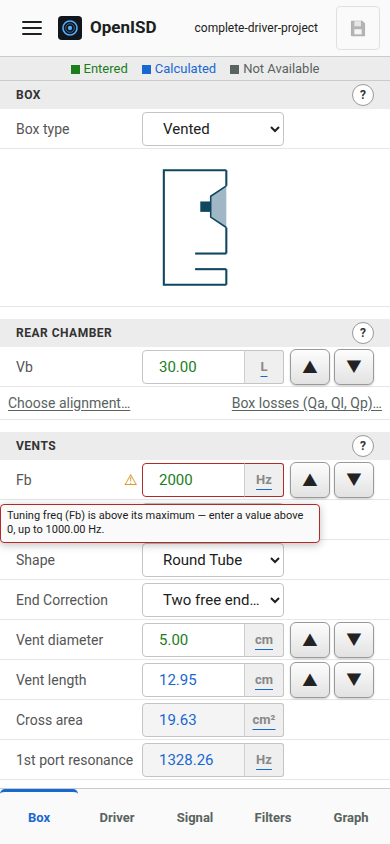 OpenISD
complete-driver-project
Entered Calculated Not Available
BOX ?
Box type Vented
REAR CHAMBER ?
Vb 30.00 L ▲ ▼
Choose alignment... Box losses (Qa, Ql, Qp)...
VENTS ?
Fb ⚠ 2000 Hz ▲ ▼
Tuning freq (Fb) is above its maximum — enter a value above
0, up to 1000.00 Hz.
Shape Round Tube
End Correction Two free end...
Vent diameter 5.00 cm ▲ ▼
Vent length 12.95 cm ▲ ▼
Cross area 19.63 cm²
1st port resonance 1328.26 Hz
Box Driver Signal Filters Graph